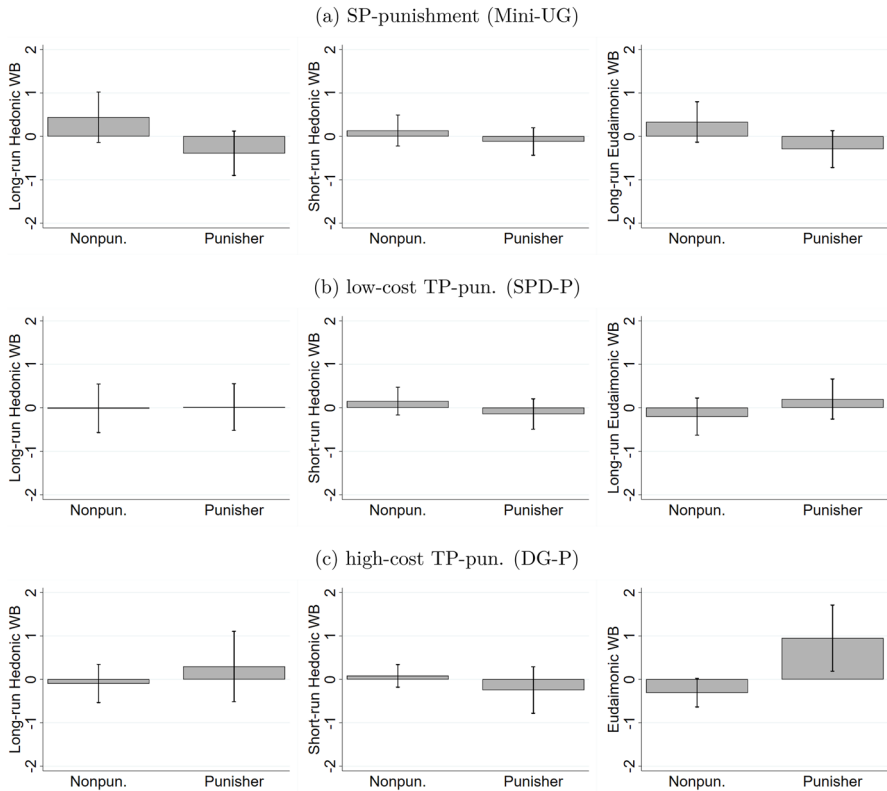 (a) SP-punishment (Mini-UG)
Long-run Hedonic WB
2
1
0
-1
-2
Nonpun. Punisher
Short-run Hedonic WB
2
1
0
-1
-2
Nonpun. Punisher
Long-run Eudaimonic WB
2
1
0
-1
-2
Nonpun. Punisher
(b) low-cost TP-pun. (SPD-P)
Long-run Hedonic WB
2
1
0
-1
-2
Nonpun. Punisher
Short-run Hedonic WB
2
1
0
-1
-2
Nonpun. Punisher
Long-run Eudaimonic WB
2
1
0
-1
-2
Nonpun. Punisher
(c) high-cost TP-pun. (DG-P)
Long-run Hedonic WB
2
1
0
-1
-2
Nonpun. Punisher
Short-run Hedonic WB
2
1
0
-1
-2
Nonpun. Punisher
Eudaimonic WB
2
1
0
-1
-2
Nonpun. Punisher